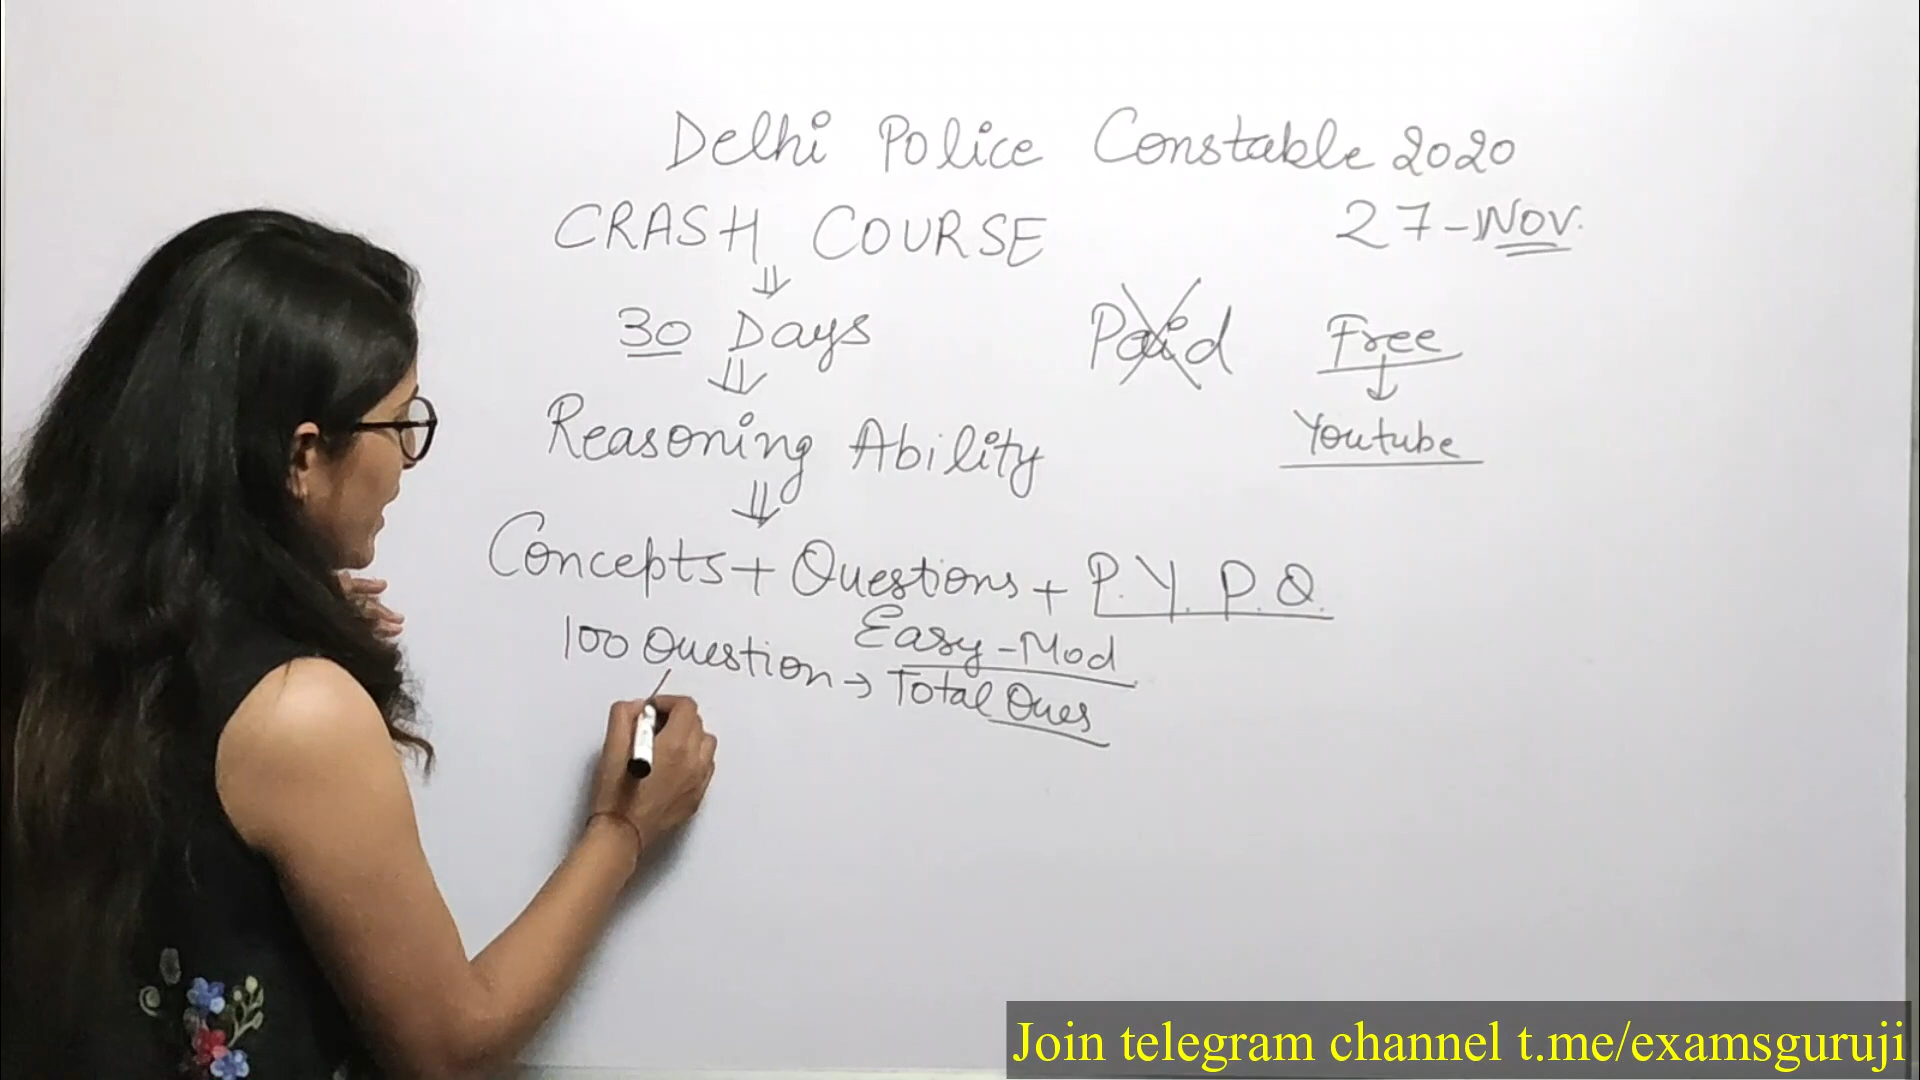 Delhi Police Constable 2020
CRASH COURSE
27-Nov.
⇓
30 Days
Paid
Free
⇓
↓
Reasoning Ability
Youtube
⇓
Concepts + Questions + P.Y.P.Q.
Easy-Mod
100 Question → Total Ques
Join telegram channel t.me/examsguruji